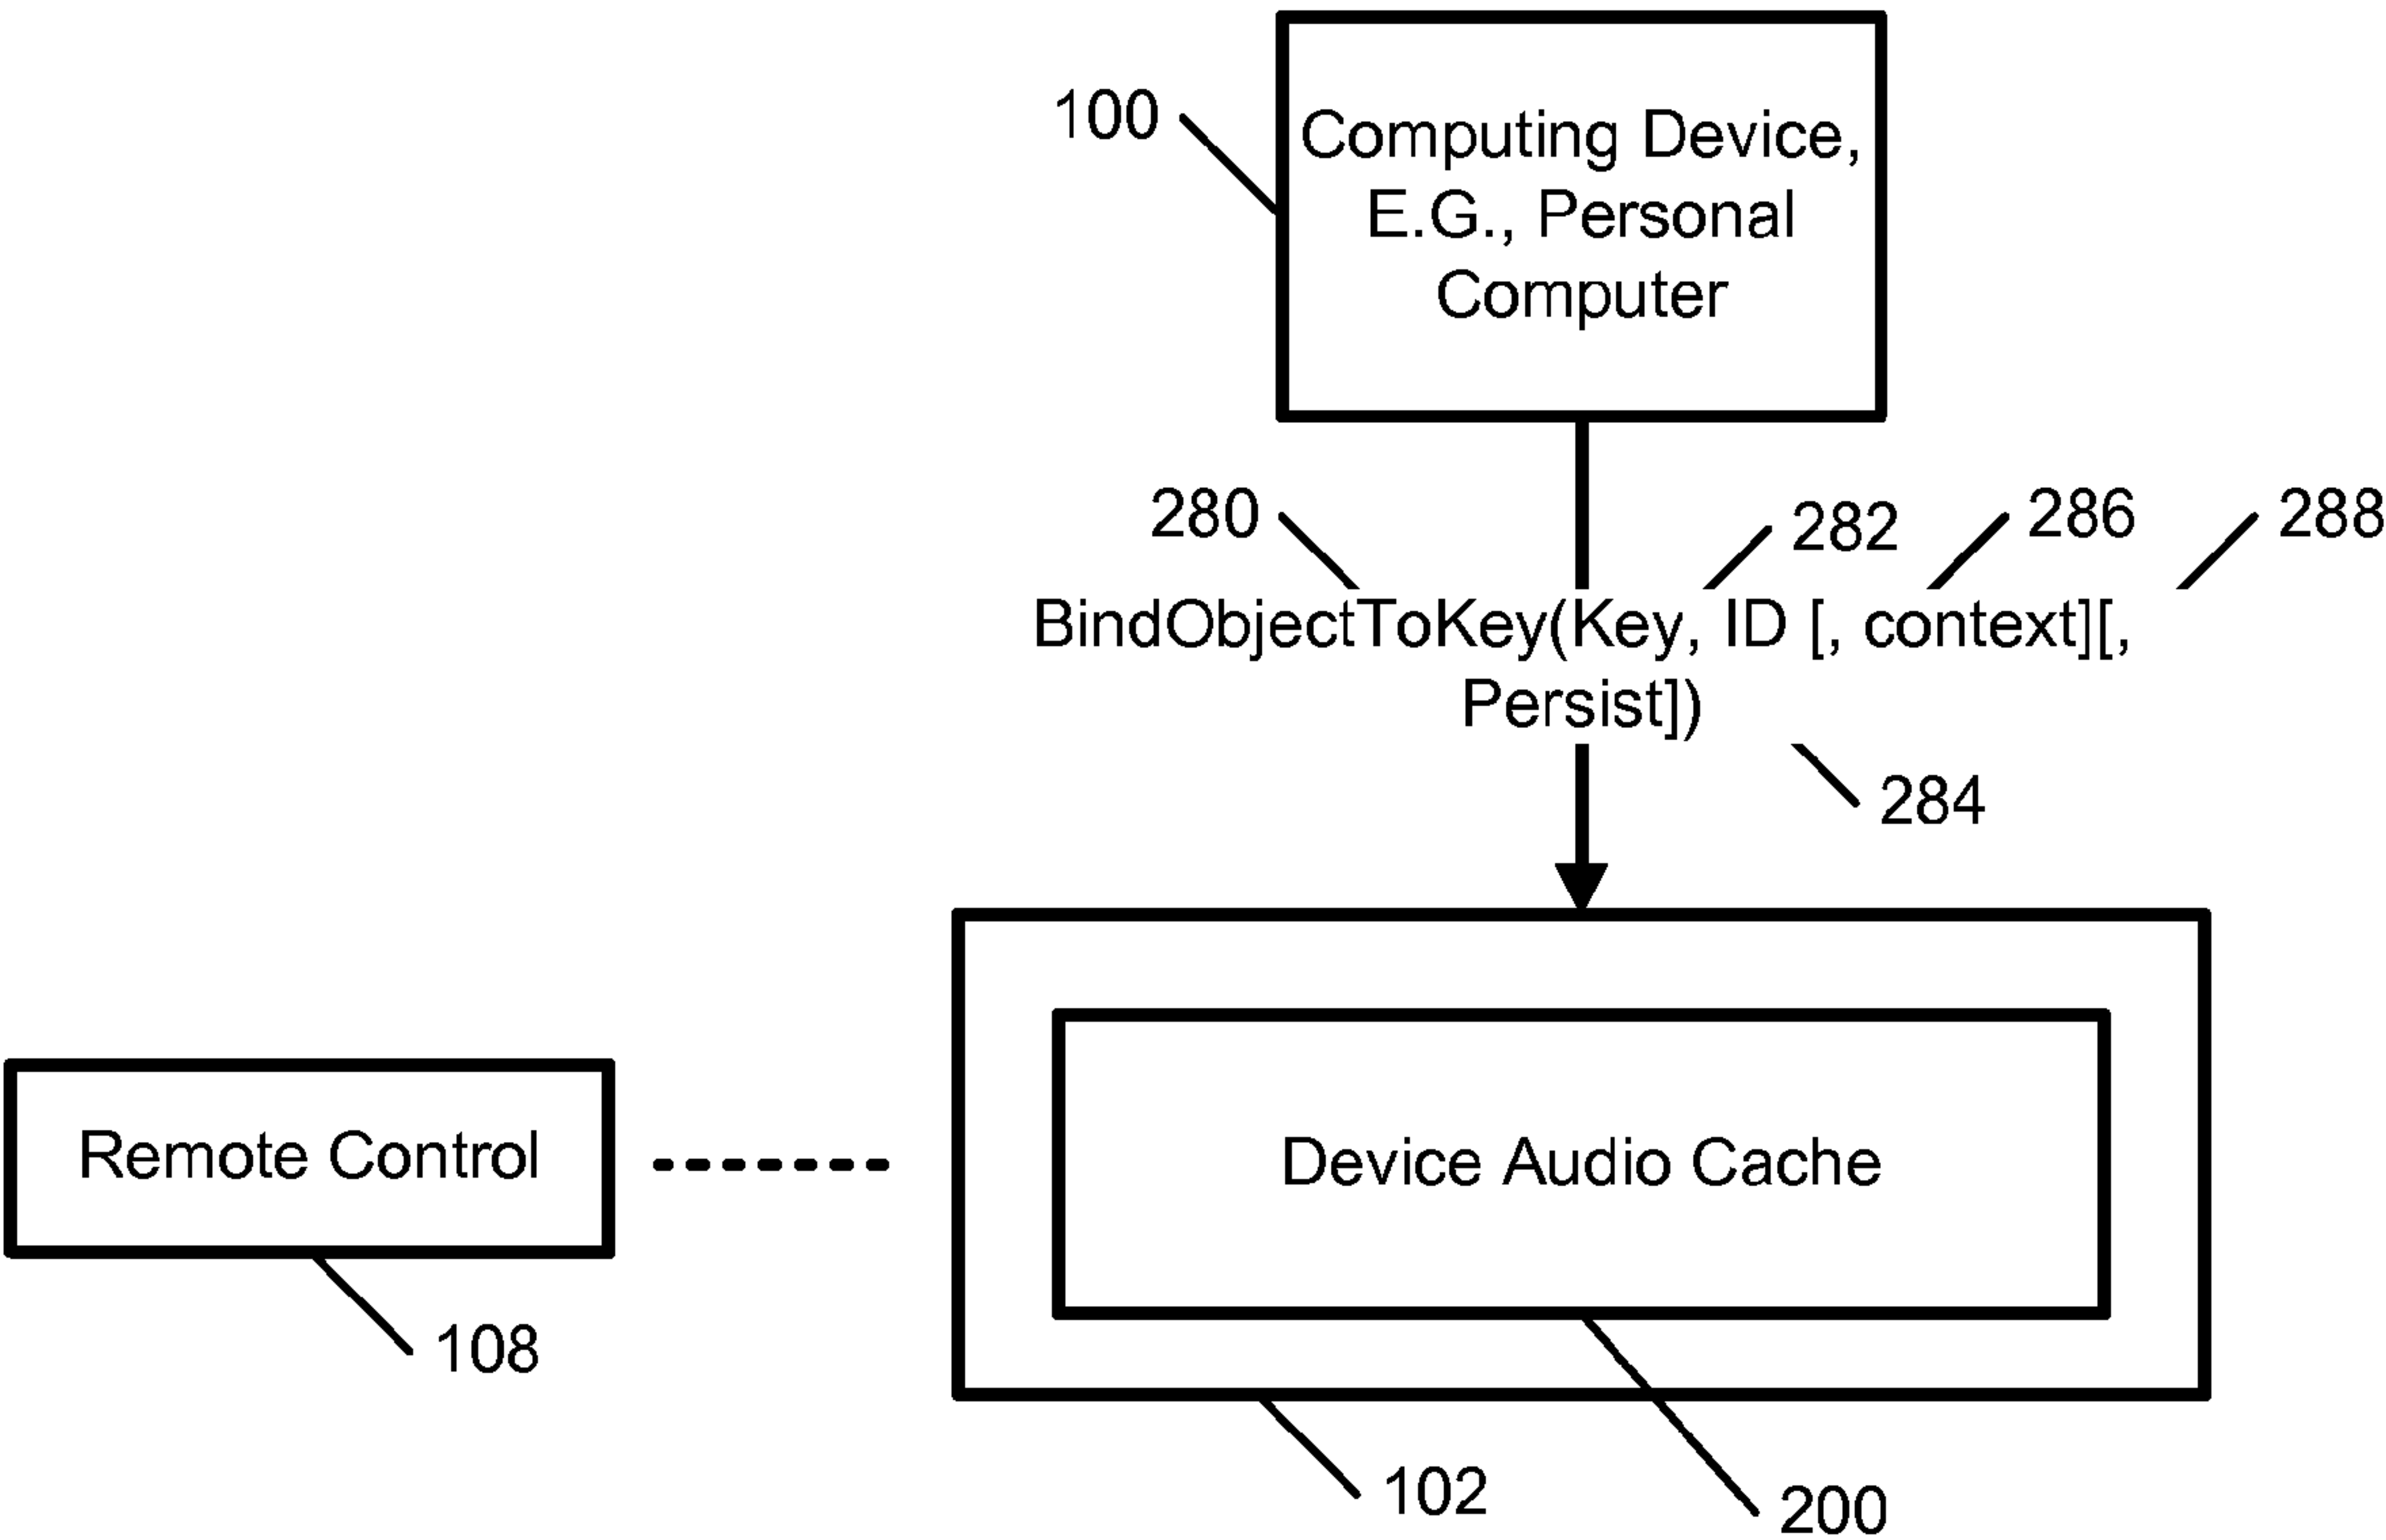 100
Computing Device,
E.G., Personal
Computer
280
282
286
288
BindObjectToKey(Key, ID [, context][,
Persist])
284
Remote Control
Device Audio Cache
108
102
200